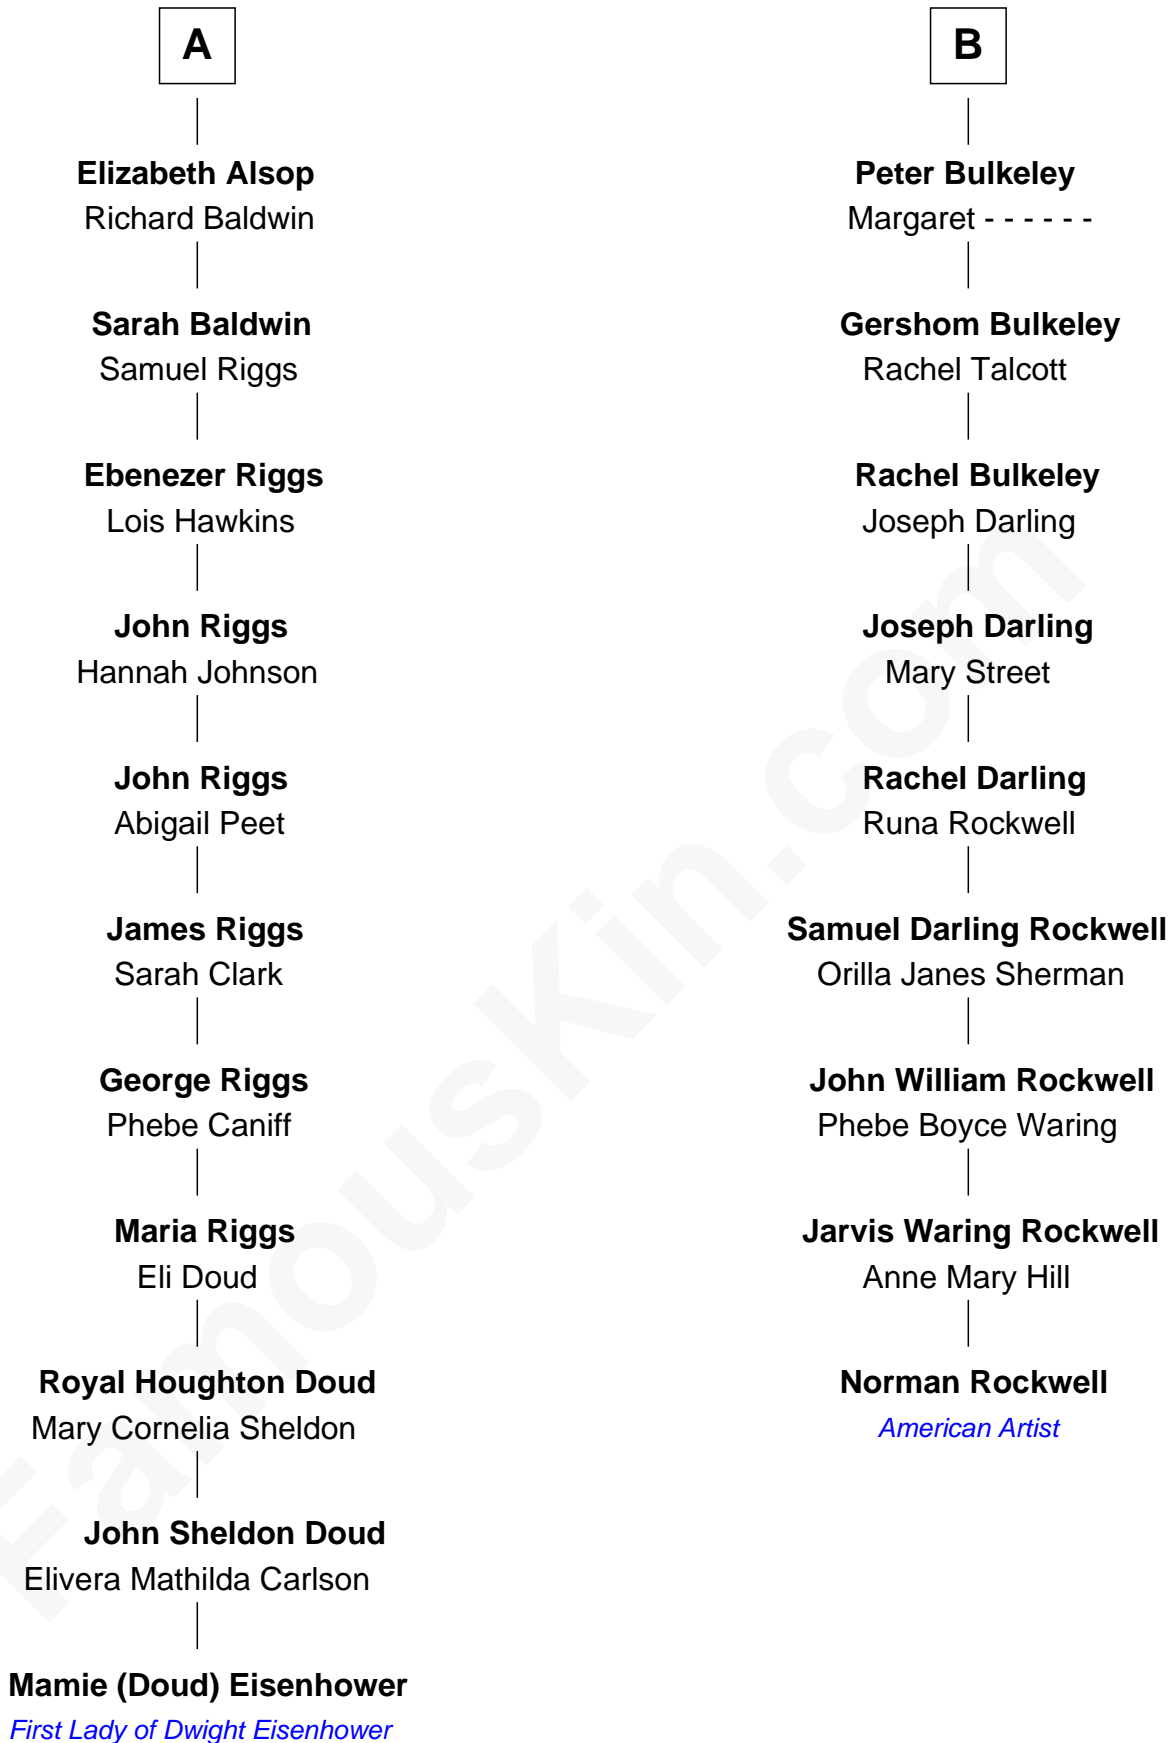 A
Elizabeth Alsop
Richard Baldwin
Sarah Baldwin
Samuel Riggs
Ebenezer Riggs
Lois Hawkins
John Riggs
Hannah Johnson
John Riggs
Abigail Peet
James Riggs
Sarah Clark
George Riggs
Phebe Caniff
Maria Riggs
Eli Doud
Royal Houghton Doud
Mary Cornelia Sheldon
John Sheldon Doud
Elivera Mathilda Carlson
Mamie (Doud) Eisenhower
First Lady of Dwight Eisenhower
B
Peter Bulkeley
Margaret - - - - - -
Gershom Bulkeley
Rachel Talcott
Rachel Bulkeley
Joseph Darling
Joseph Darling
Mary Street
Rachel Darling
Runa Rockwell
Samuel Darling Rockwell
Orilla Janes Sherman
John William Rockwell
Phebe Boyce Waring
Jarvis Waring Rockwell
Anne Mary Hill
Norman Rockwell
American Artist
FamousKin.com